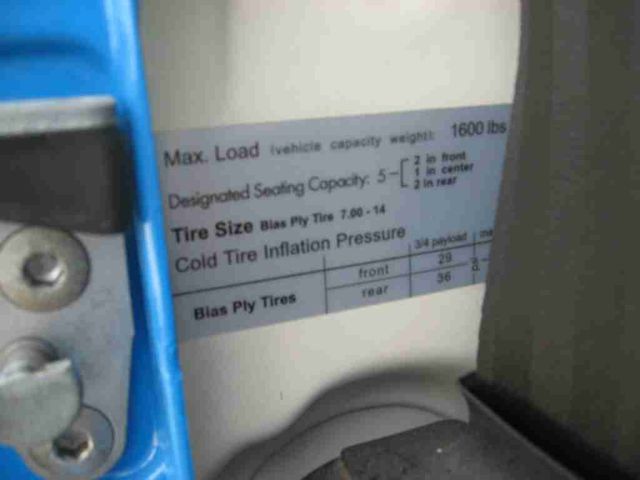 Max. Load (vehicle capacity weight): 1600 lbs
Designated Seating Capacity: 5
2 in front
1 in center
2 in rear
Tire Size Bias Ply Tire 7.00 - 14
Cold Tire Inflation Pressure
3/4 payload
Bias Ply Tires
front 29
rear 36